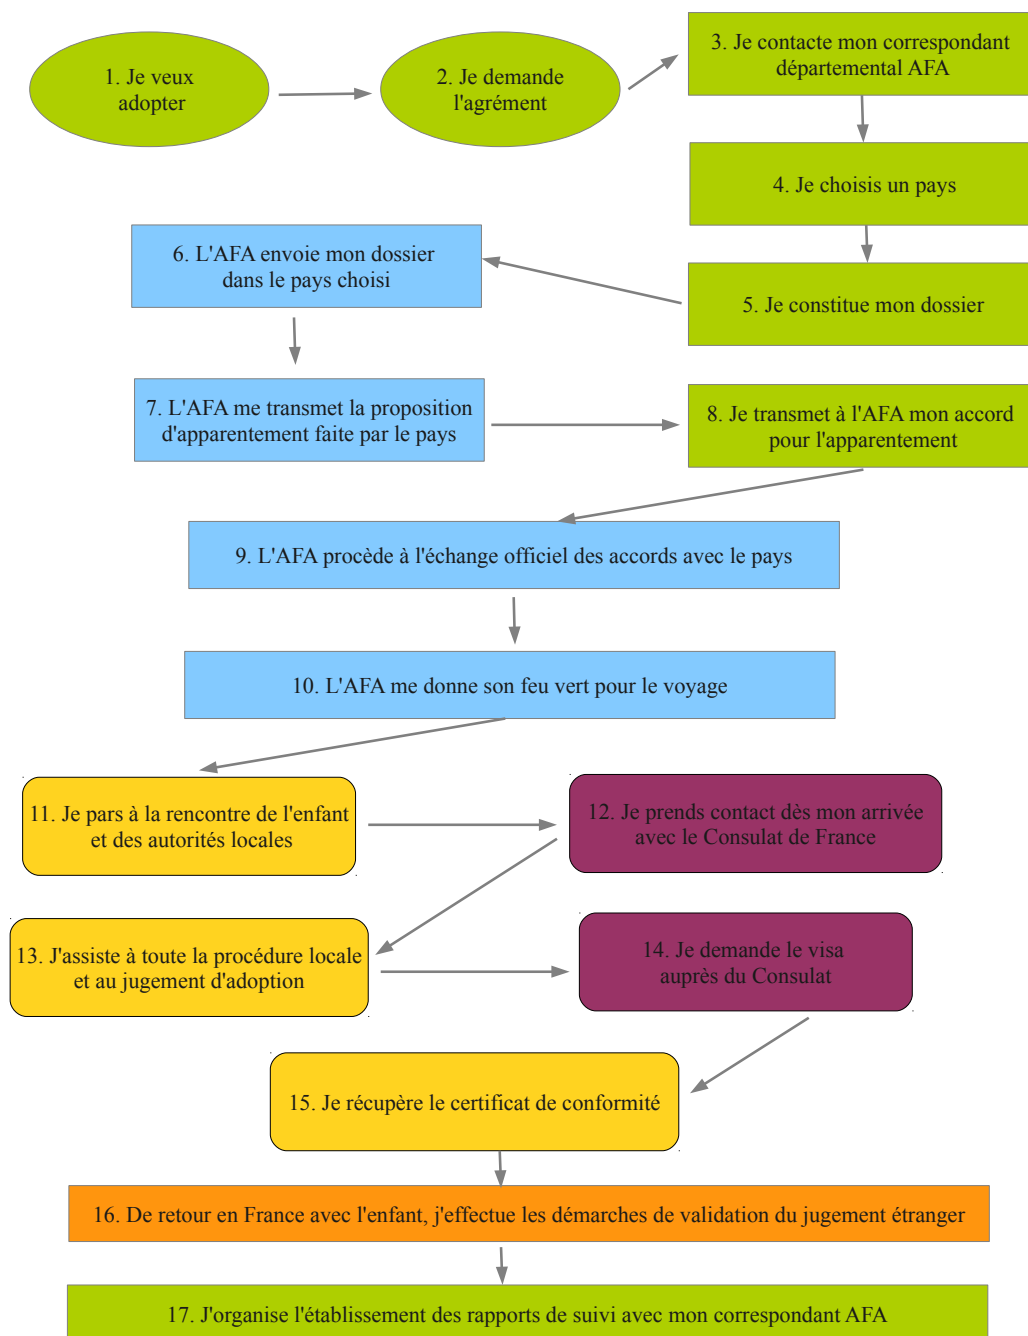 1. Je veux
adopter
2. Je demande
l'agrément
3. Je contacte mon correspondant
départemental AFA
4. Je choisis un pays
5. Je constitue mon dossier
6. L'AFA envoie mon dossier
dans le pays choisi
7. L'AFA me transmet la proposition
d'apparentement faite par le pays
8. Je transmet à l'AFA mon accord
pour l'apparentement
9. L'AFA procède à l'échange officiel des accords avec le pays
10. L'AFA me donne son feu vert pour le voyage
11. Je pars à la rencontre de l'enfant
et des autorités locales
12. Je prends contact dès mon arrivée
avec le Consulat de France
13. J'assiste à toute la procédure locale
et au jugement d'adoption
14. Je demande le visa
auprès du Consulat
15. Je récupère le certificat de conformité
16. De retour en France avec l'enfant, j'effectue les démarches de validation du jugement étranger
17. J'organise l'établissement des rapports de suivi avec mon correspondant AFA